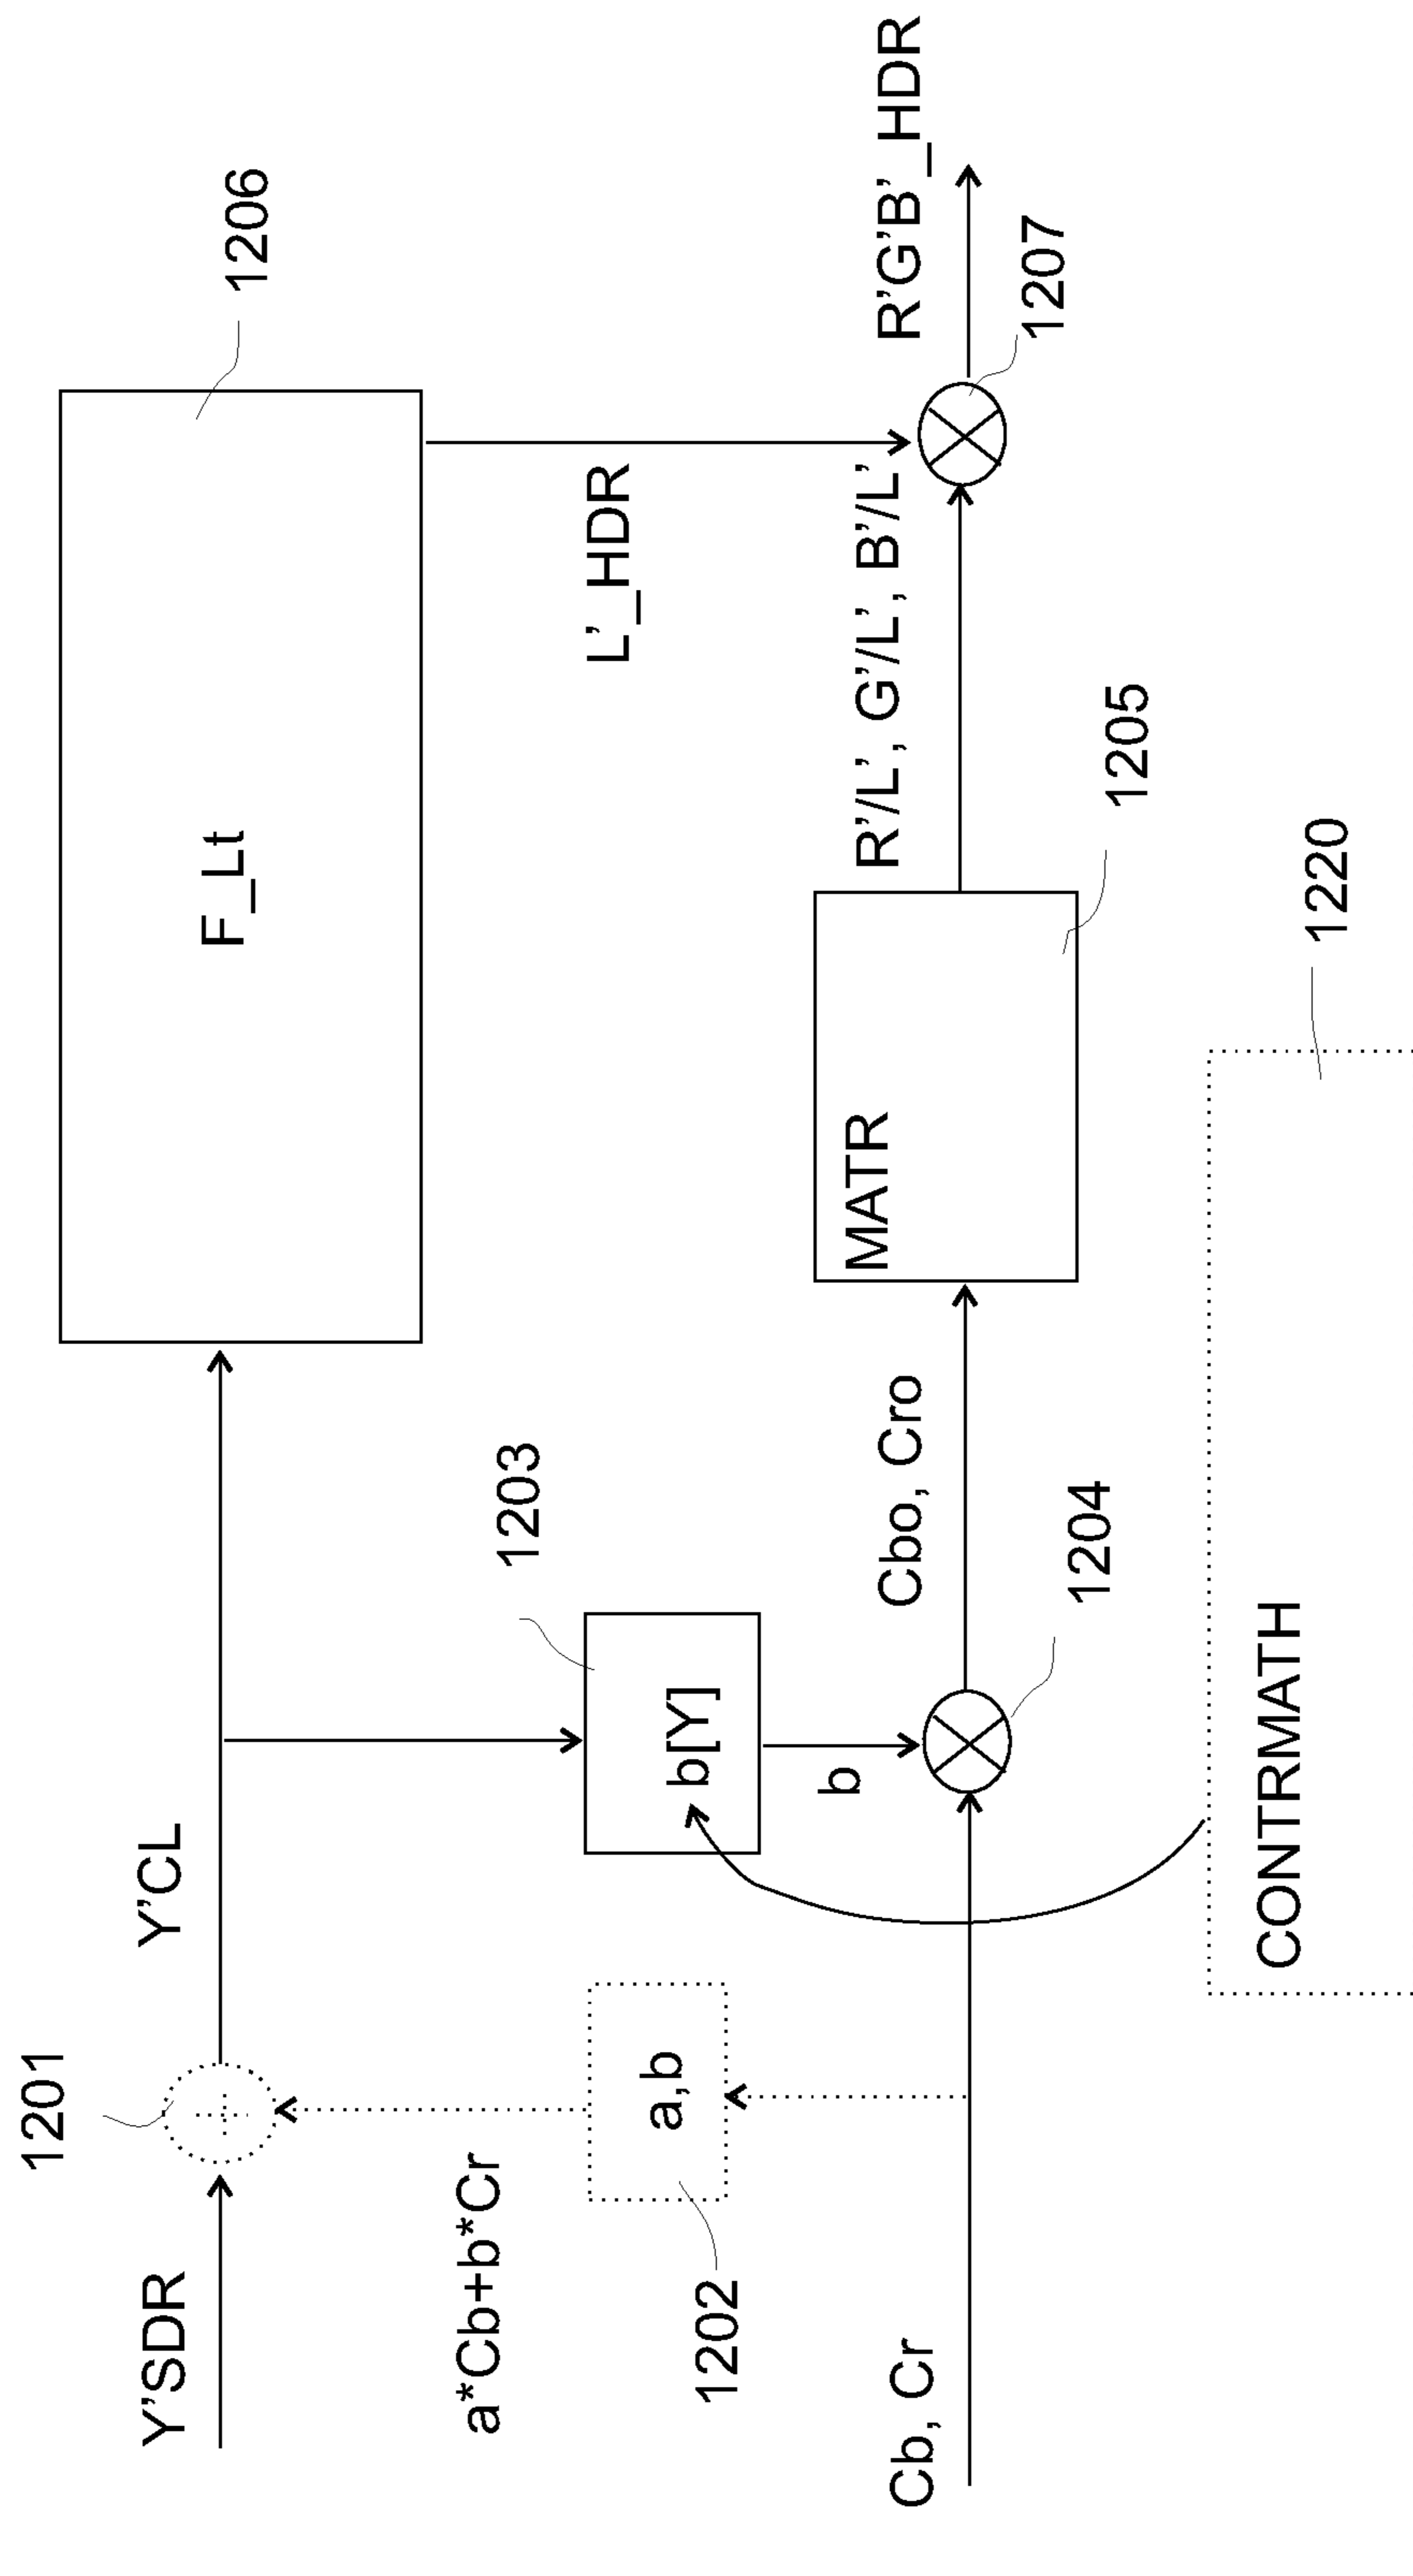 1201
Y'SDR
Y'CL
1206
F_Lt
a*Cb+b*Cr
1203
L'_HDR
1202
a,b
b[Y]
b
Cb, Cr
Cbo, Cro
MATR
R'/L', G'/L', B'/L'
R'G'B'_HDR
1207
1204
1205
CONTRMATH
1220